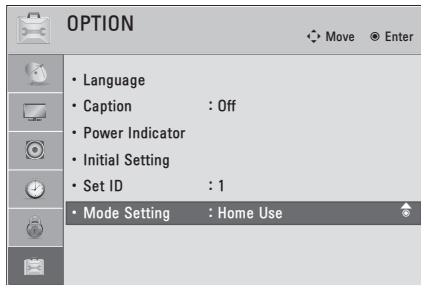 OPTION
Move Enter
• Language
• Caption : Off
• Power Indicator
• Initial Setting
• Set ID : 1
• Mode Setting : Home Use